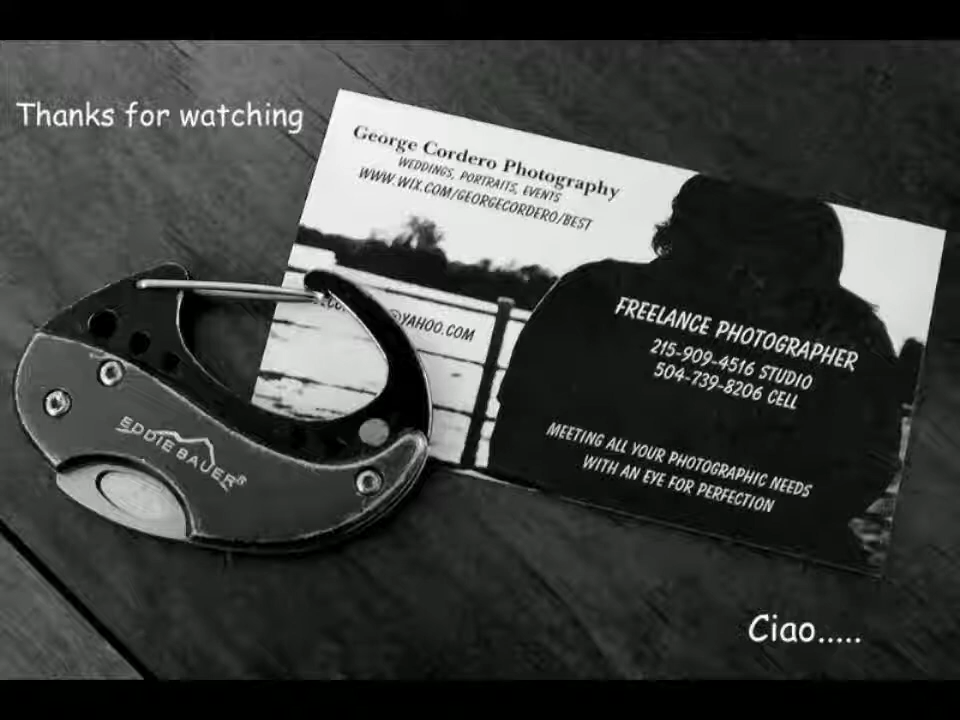 Thanks for watching
George Cordero Photography
WEDDINGS, PORTRAITS, EVENTS
WWW.WIX.COM/GEORGECORDERO/BEST
@YAHOO.COM
FREELANCE PHOTOGRAPHER
215-909-4516 STUDIO
504-739-8206 CELL
MEETING ALL YOUR PHOTOGRAPHIC NEEDS
WITH AN EYE FOR PERFECTION
EDDIE BAUER®
Ciao.....